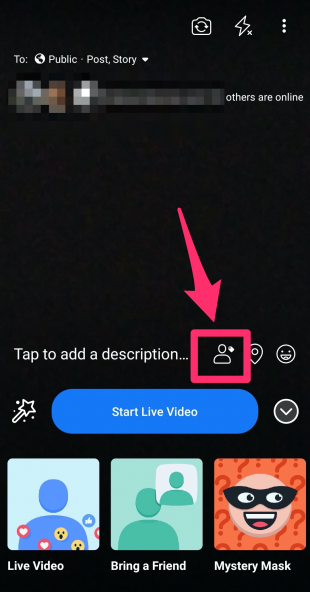 To: Public · Post, Story
others are online
Tap to add a description...
Start Live Video
Live Video
Bring a Friend
Mystery Mask